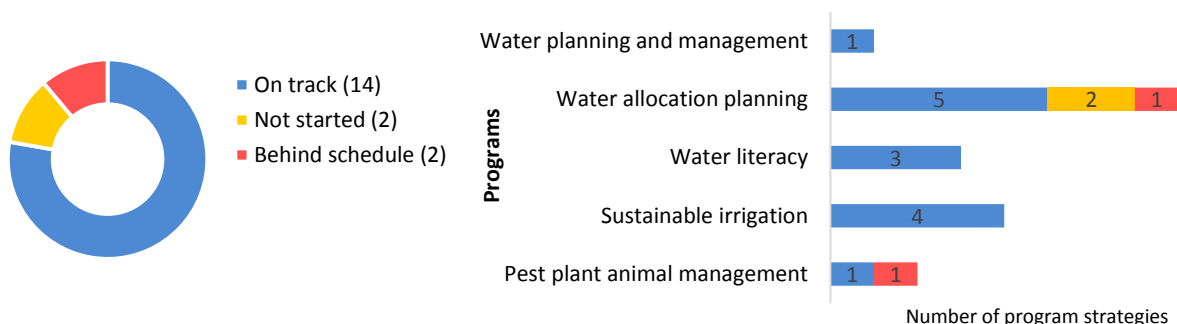 On track (14)
Not started (2)
Behind schedule (2)
Programs
Water planning and management
1
Water allocation planning
5 2 1
Water literacy
3
Sustainable irrigation
4
Pest plant animal management
1 1
Number of program strategies